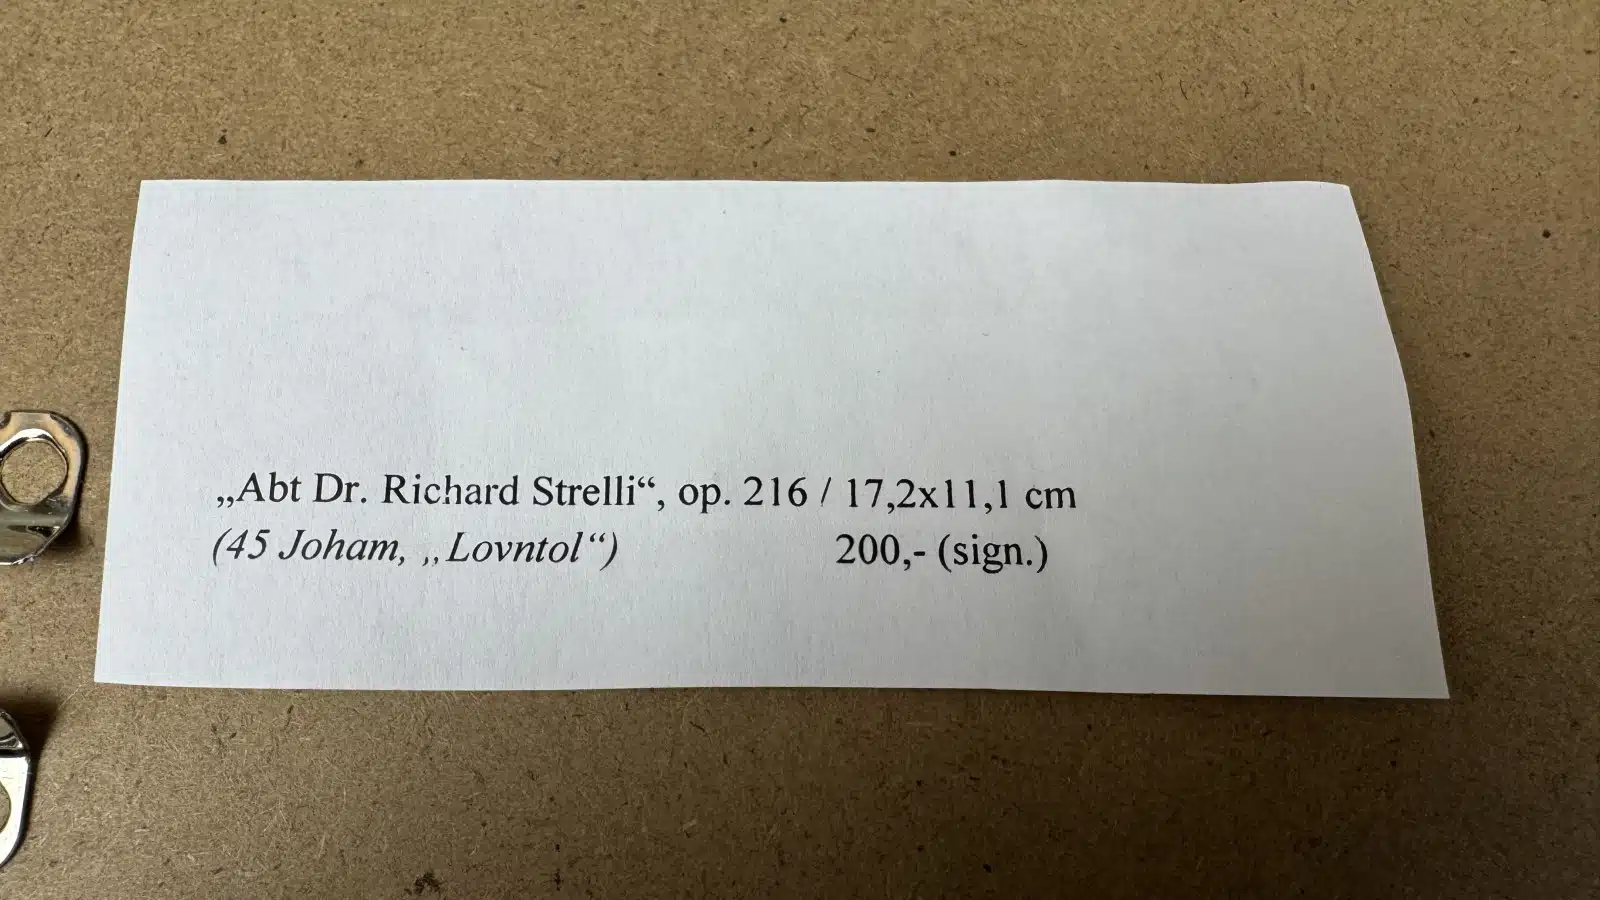 „Abt Dr. Richard Strelli“, op. 216 / 17,2x11,1 cm
(45 Joham, „Lovntol“) 200,- (sign.)